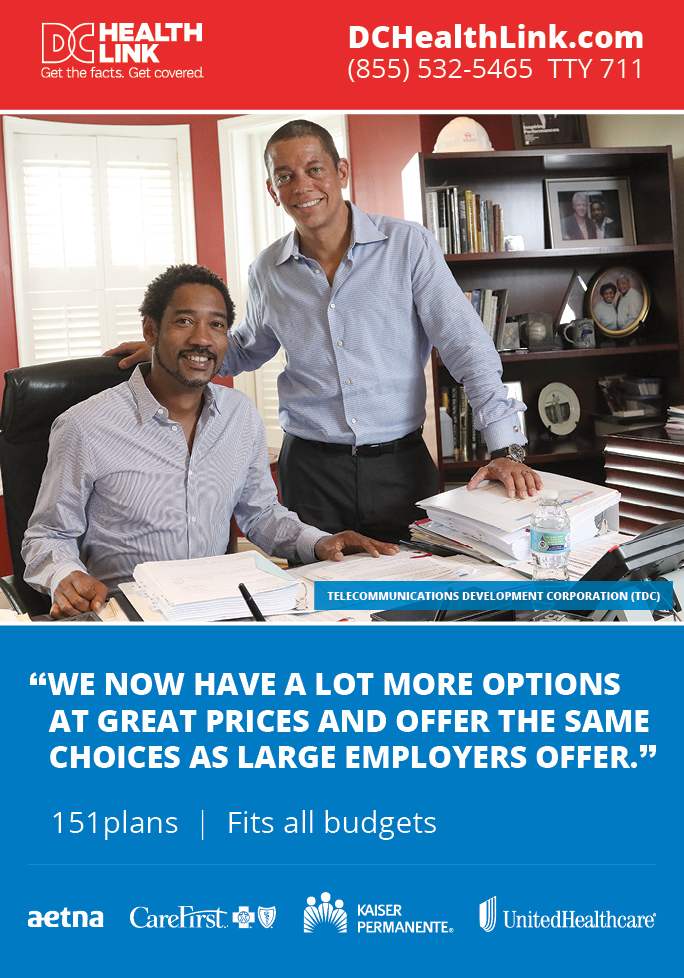 DC HEALTH
LINK
Get the facts. Get covered.
DCHealthLink.com
(855) 532-5465 TTY 711
Inspiring
Performances
TELECOMMUNICATIONS DEVELOPMENT CORPORATION (TDC)
“WE NOW HAVE A LOT MORE OPTIONS
AT GREAT PRICES AND OFFER THE SAME
CHOICES AS LARGE EMPLOYERS OFFER.”
151plans | Fits all budgets
aetna
CareFirst.
KAISER
PERMANENTE®
UnitedHealthcare®